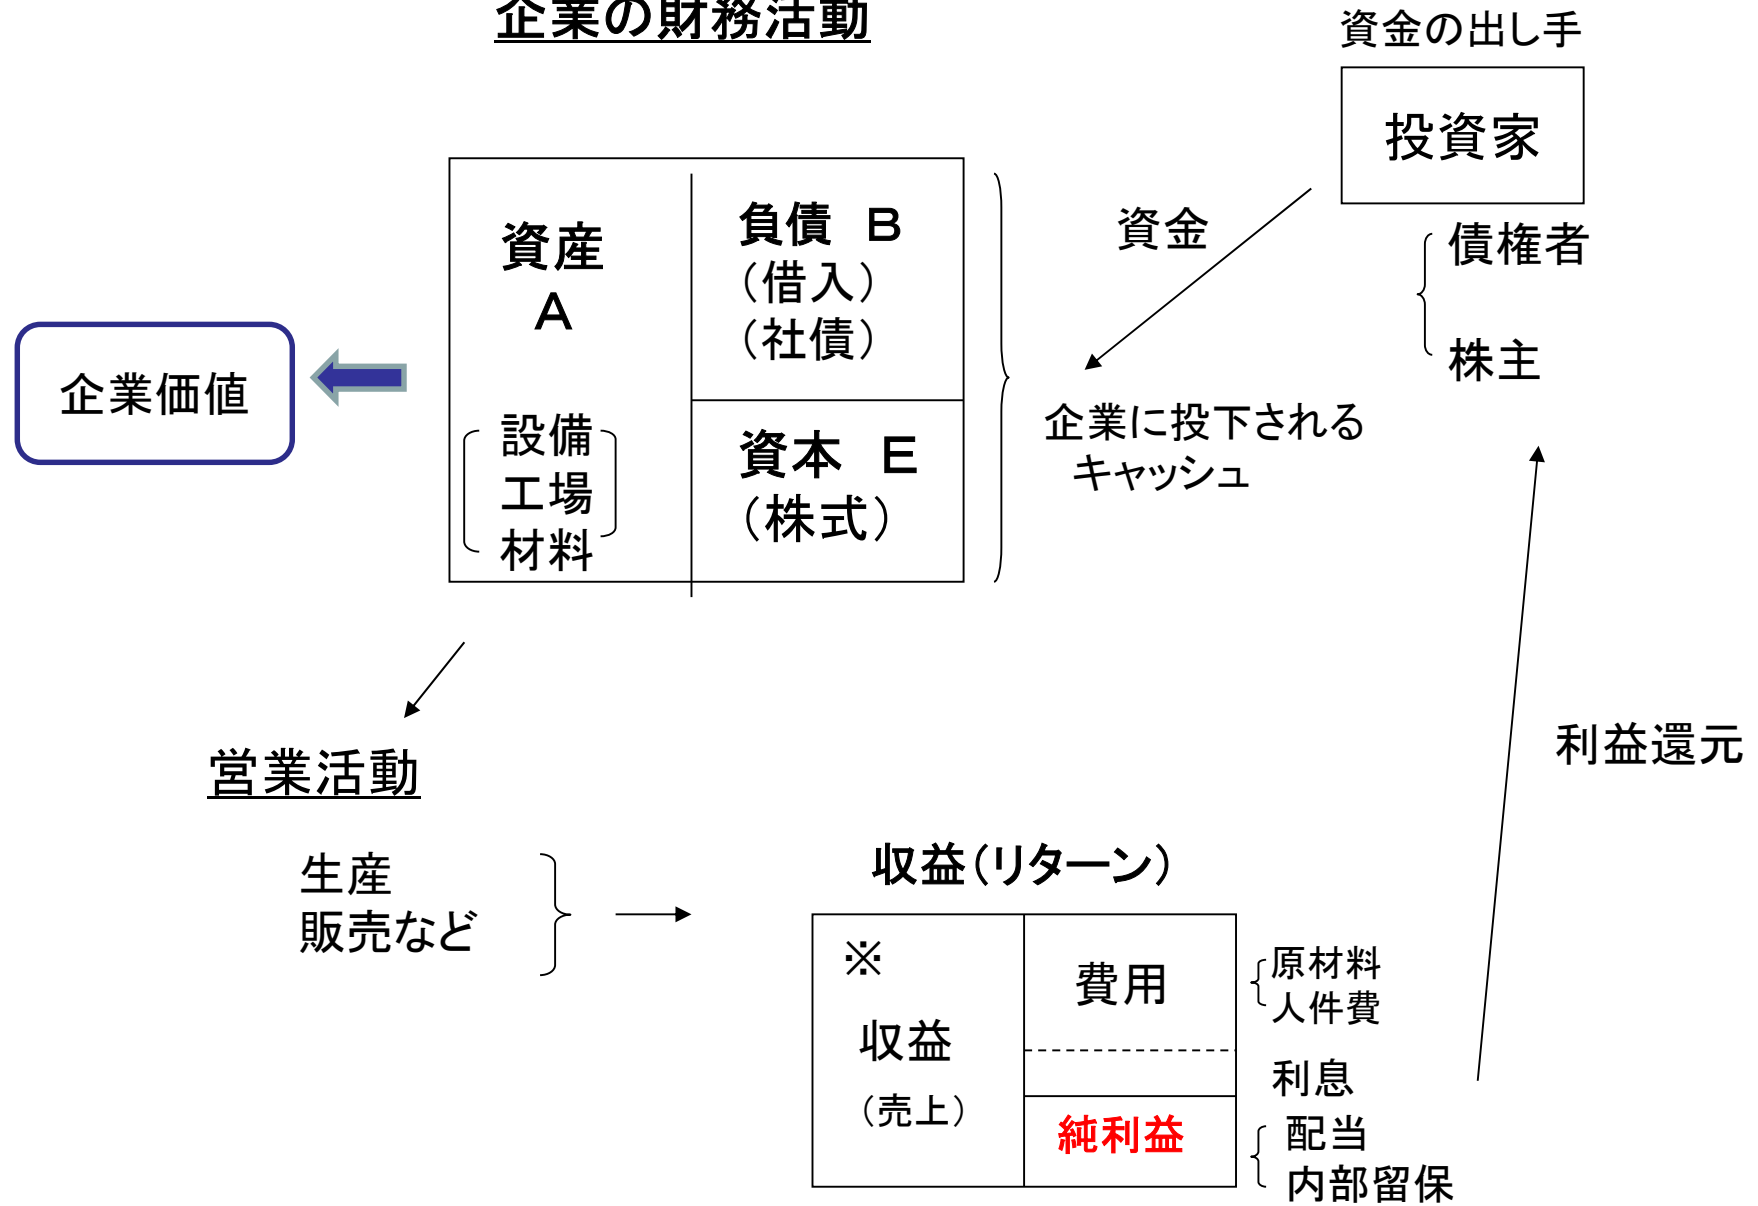 企業の財務活動
資金の出し手
投資家
債権者
株主
資金
企業に投下される
キャッシュ
資産
A
設備
工場
材料
負債 B
（借入）
（社債）
資本 E
（株式）
企業価値
営業活動
生産
販売など
収益（リターン）
※
収益
（売上）
費用
純利益
原材料
人件費
利息
配当
内部留保
利益還元